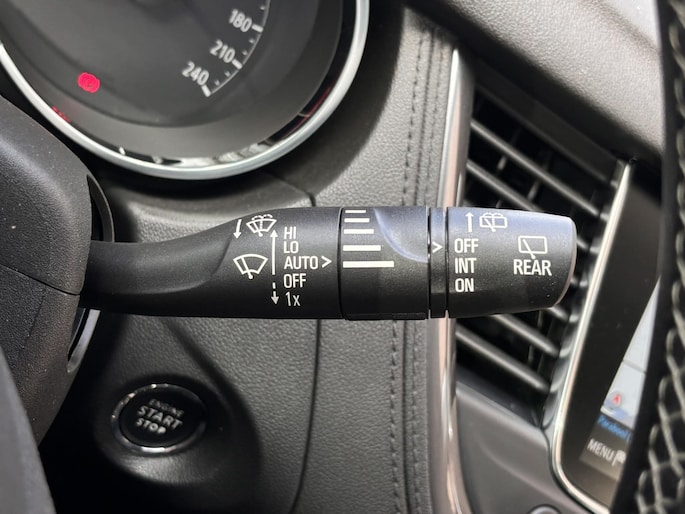 180
210
240
HI
LO
AUTO >
OFF
1x
>
OFF
INT
ON
REAR
ENGINE
START
STOP
MENU